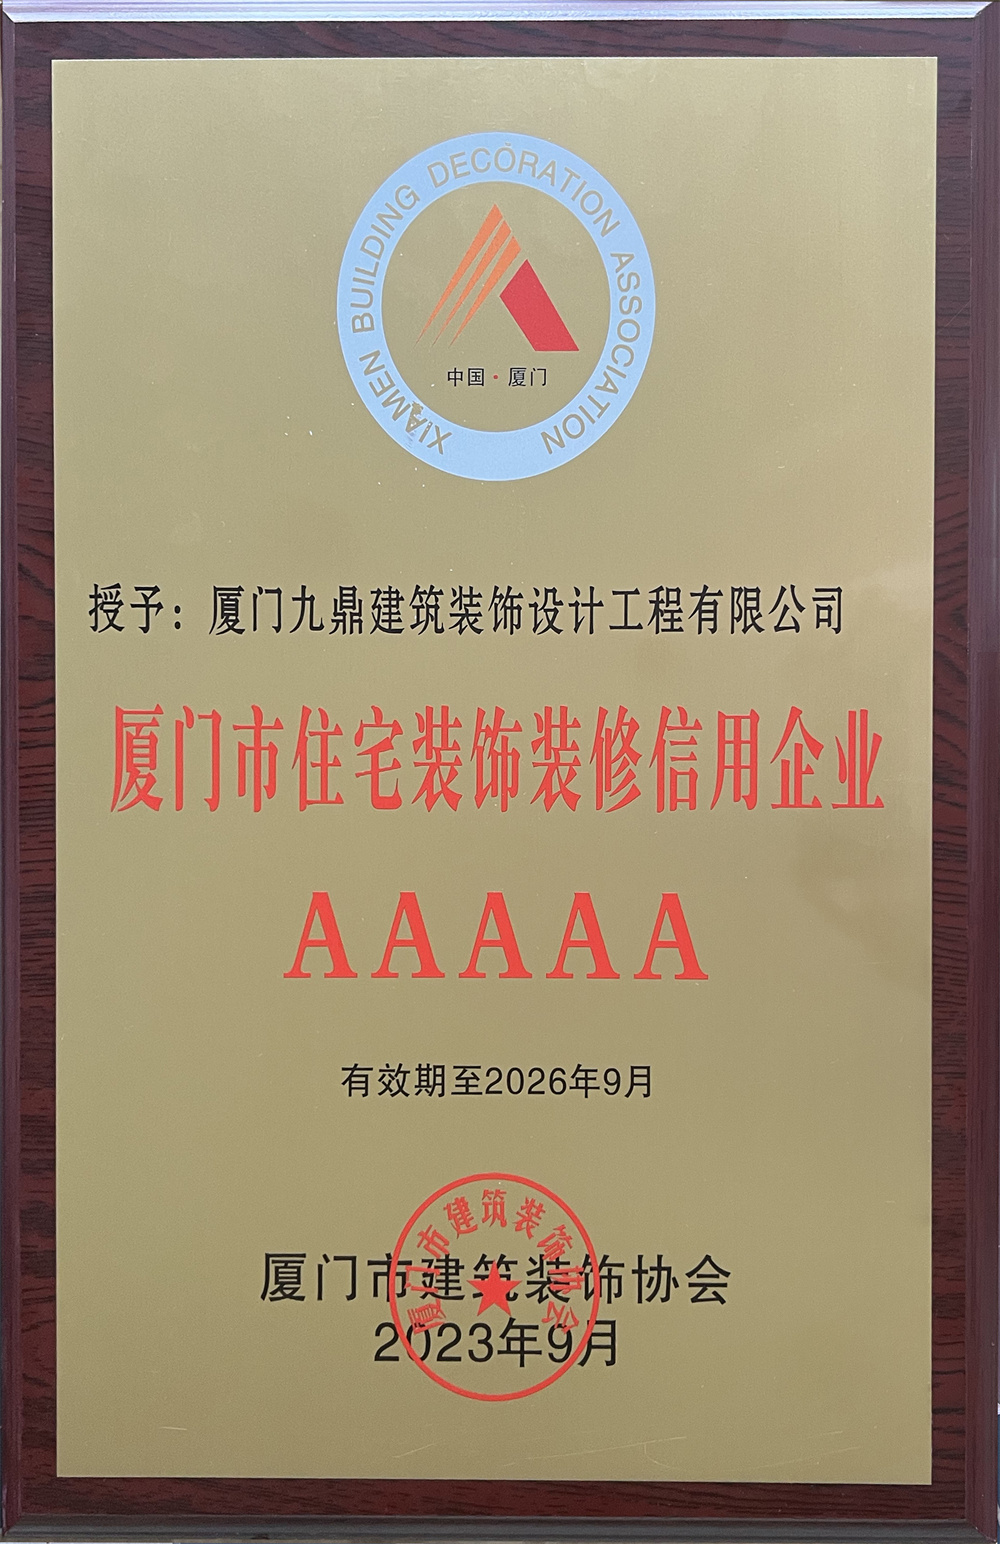 XIAMEN BUILDING DECORATION ASSOCIATION
中国·厦门
授予：厦门九鼎建筑装饰设计工程有限公司
厦门市住宅装饰装修信用企业
AAAAA
有效期至2026年9月
厦门市建筑装饰协会
厦门市建筑装饰协会
2023年9月